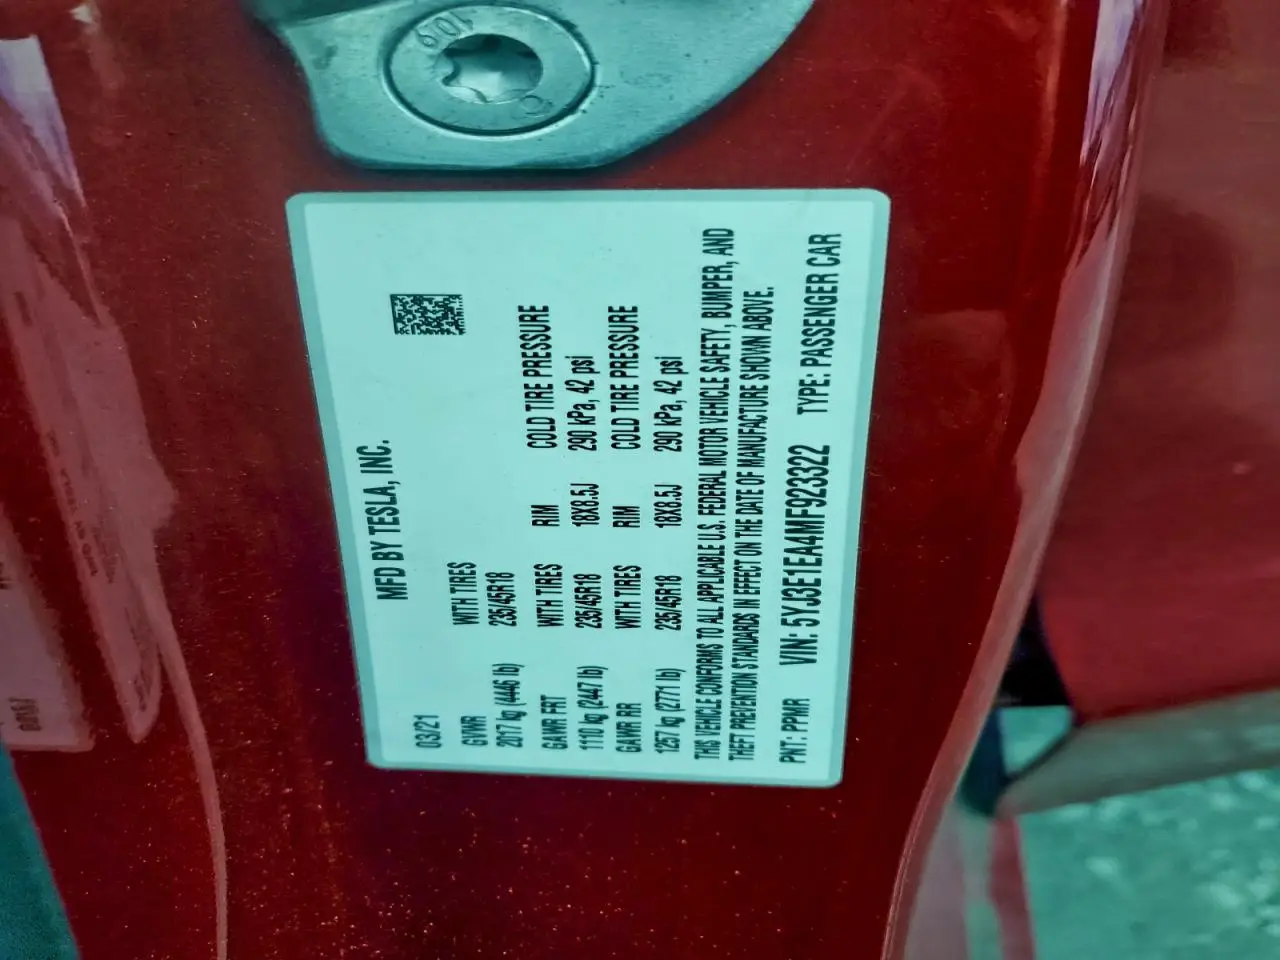 MFD BY TESLA, INC.
03/21
GVWR WITH TIRES
2017 kg (4446 lb) 235/45R18
GAWR FRT WITH TIRES RIM COLD TIRE PRESSURE
1110 kg (2447 lb) 235/45R18 18X8.5J 290 kPa, 42 psi
GAWR RR WITH TIRES RIM COLD TIRE PRESSURE
1257 kg (2771 lb) 235/45R18 18X8.5J 290 kPa, 42 psi
THIS VEHICLE CONFORMS TO ALL APPLICABLE U.S. FEDERAL MOTOR VEHICLE SAFETY, BUMPER, AND
THEFT PREVENTION STANDARDS IN EFFECT ON THE DATE OF MANUFACTURE SHOWN ABOVE.
PNT: PPMR VIN: 5YJ3E1EA4MF923322 TYPE: PASSENGER CAR
10.9